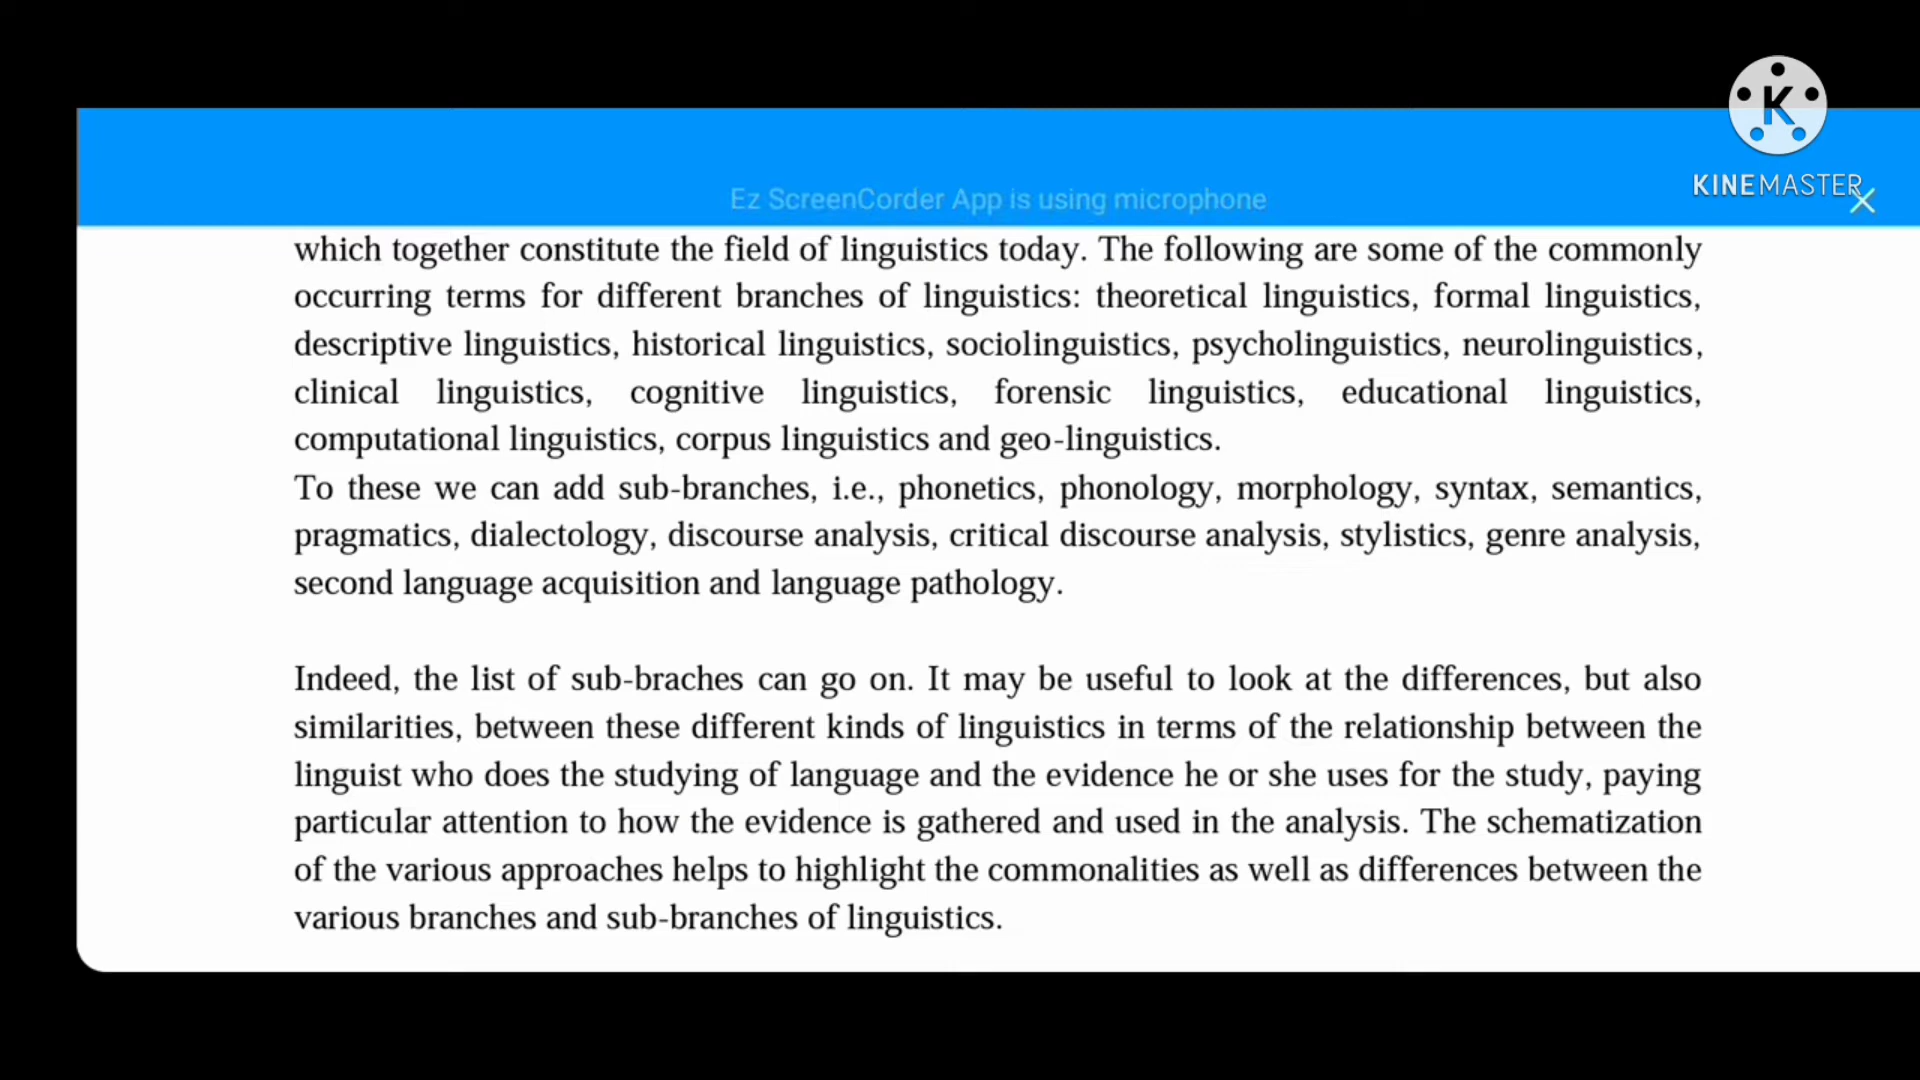 K
KINEMASTER
Ez ScreenCorder App is using microphone
which together constitute the field of linguistics today. The following are some of the commonly
occurring terms for different branches of linguistics: theoretical linguistics, formal linguistics,
descriptive linguistics, historical linguistics, sociolinguistics, psycholinguistics, neurolinguistics,
clinical linguistics, cognitive linguistics, forensic linguistics, educational linguistics,
computational linguistics, corpus linguistics and geo-linguistics.
To these we can add sub-branches, i.e., phonetics, phonology, morphology, syntax, semantics,
pragmatics, dialectology, discourse analysis, critical discourse analysis, stylistics, genre analysis,
second language acquisition and language pathology.
Indeed, the list of sub-braches can go on. It may be useful to look at the differences, but also
similarities, between these different kinds of linguistics in terms of the relationship between the
linguist who does the studying of language and the evidence he or she uses for the study, paying
particular attention to how the evidence is gathered and used in the analysis. The schematization
of the various approaches helps to highlight the commonalities as well as differences between the
various branches and sub-branches of linguistics.